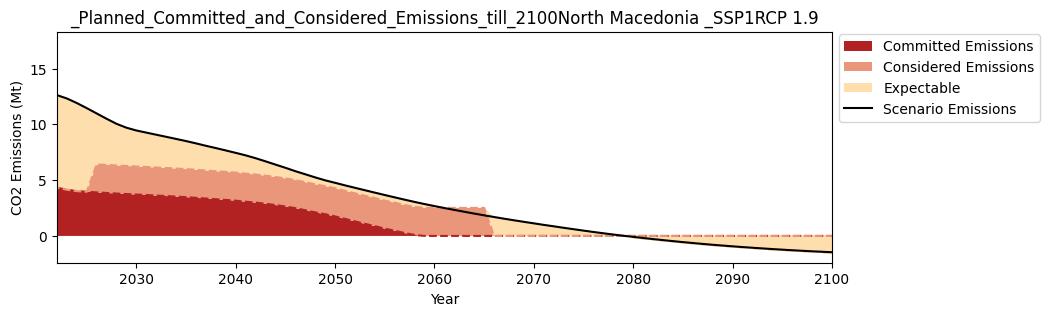 _Planned_Committed_and_Considered_Emissions_till_2100North Macedonia _SSP1RCP 1.9
CO2 Emissions (Mt)
15
10
5
0
2030 2040 2050 2060 2070 2080 2090 2100
Year
Committed Emissions
Considered Emissions
Expectable
Scenario Emissions